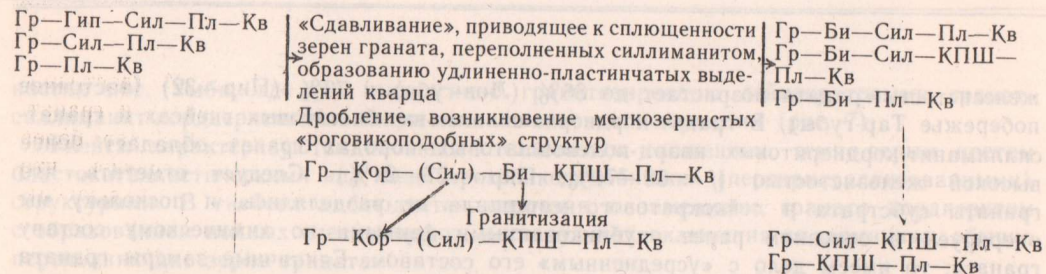 Гр—Гип—Сил—Пл—Кв
Гр—Сил—Пл—Кв
Гр—Пл—Кв
«Сдавливание», приводящее к сплющенности
зерен граната, переполненных силлиманитом,
образованию удлиненно-пластинчатых выде-
лений кварца
Дробление, возникновение мелкозернистых
«роговикоподобных» структур
Гр—Би—Сил—Пл—Кв
Гр—Би—Сил—КПШ—
Пл—Кв
Гр—Би—Пл—Кв
Гр—Кор—(Сил)—Би—КПШ—Пл—Кв
Гранитизация
Гр—Кор—(Сил)—КПШ—Пл—Кв
Гр—Сил—КПШ—Пл—Кв
Гр—КПШ—Пл—Кв